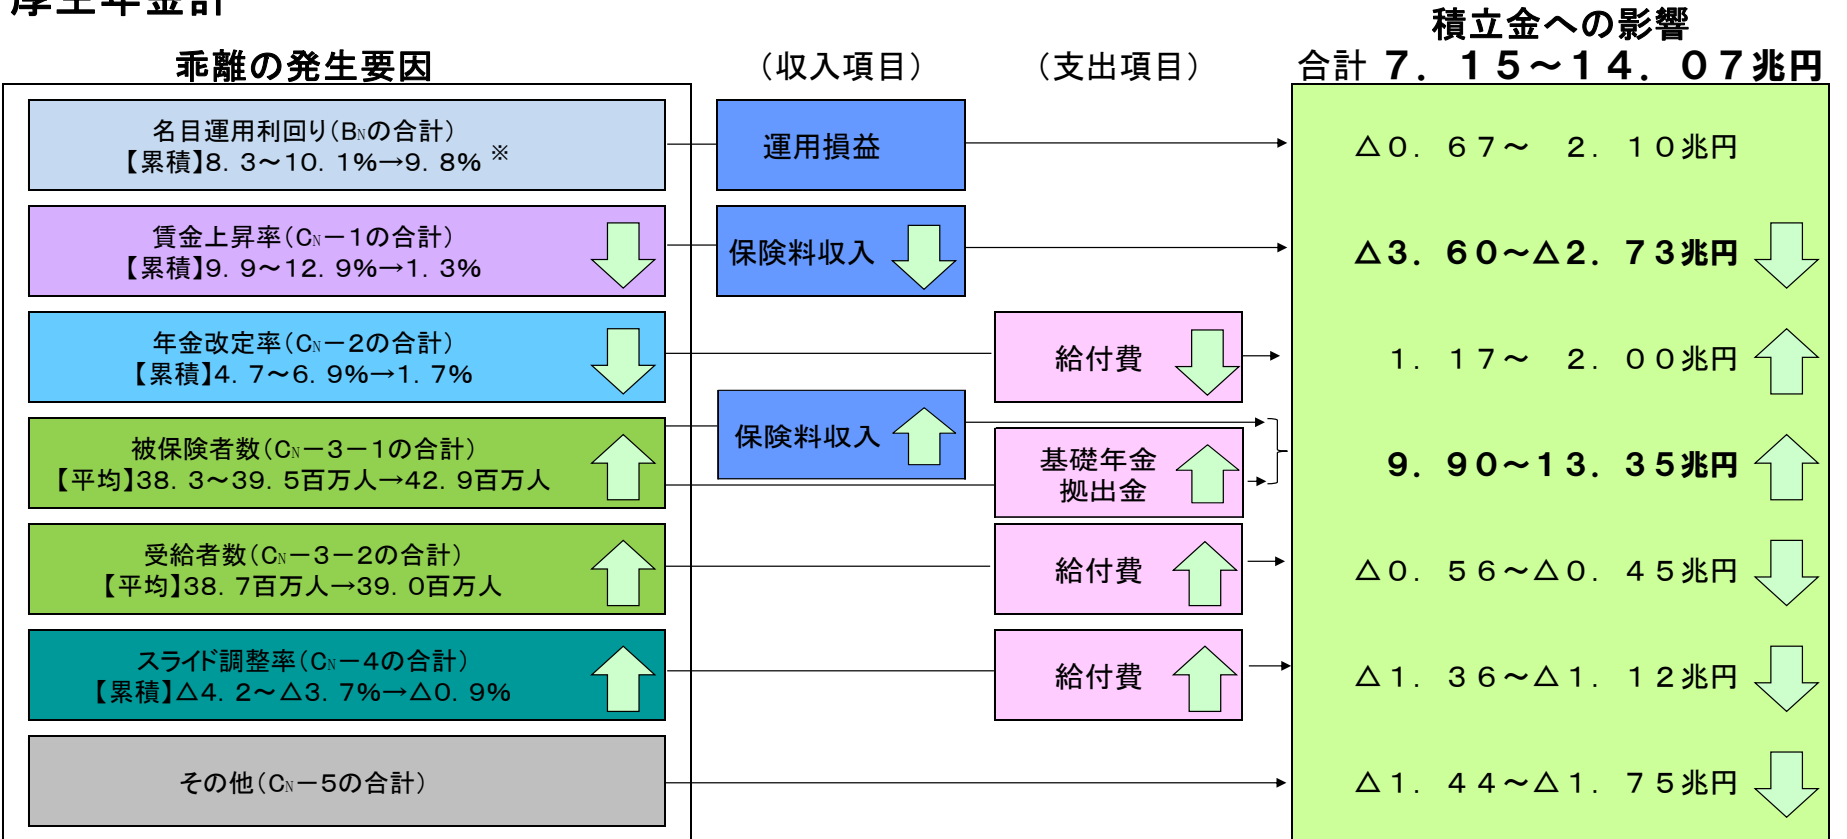 厚生年金計
積立金への影響
乖離の発生要因 （収入項目） （支出項目） 合計 ７．１５～１４．０７兆円
名目運用利回り（BNの合計）
【累積】8．3～10．1%→9．8% ※
運用損益
△０．６７～ ２．１０兆円
賃金上昇率（CN－1の合計）
【累積】9．9～12．9%→1．3%
保険料収入
△３．６０～△２．７３兆円
年金改定率（CN－2の合計）
【累積】4．7～6．9%→1．7%
給付費
１．１７～ ２．００兆円
被保険者数（CN－3－1の合計）
【平均】38．3～39．5百万人→42．9百万人
保険料収入
基礎年金
拠出金
９．９０～１３．３５兆円
受給者数（CN－3－2の合計）
【平均】38．7百万人→39．0百万人
給付費
△０．５６～△０．４５兆円
スライド調整率（CN－4の合計）
【累積】△4．2～△3．7%→△0．9%
給付費
△１．３６～△１．１２兆円
その他（CN－5の合計）
△１．４４～△１．７５兆円